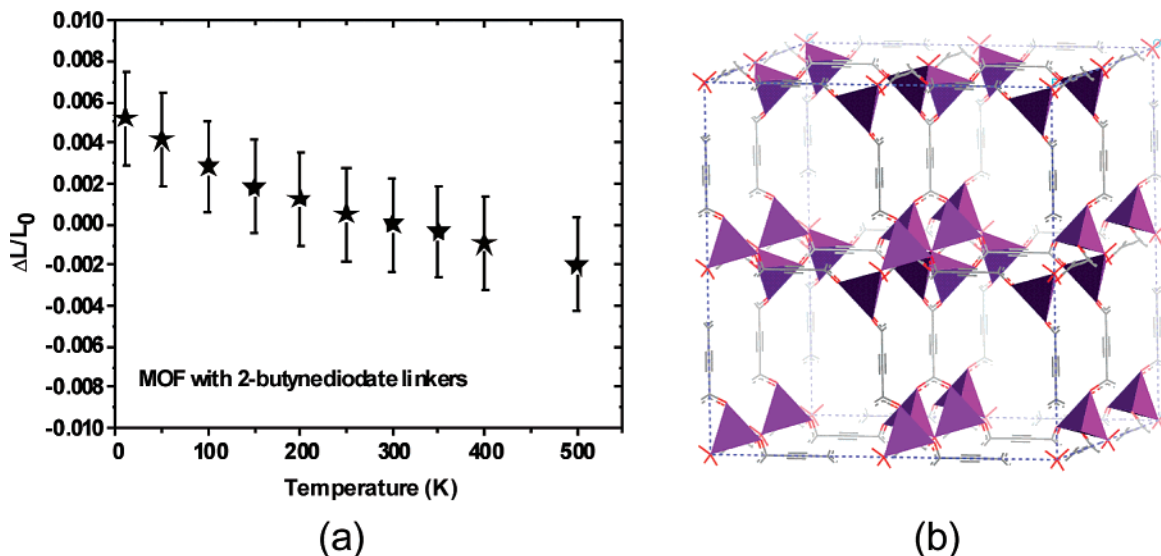 0.010
0.008
0.006
0.004
0.002
0.000
-0.002
-0.004
-0.006
-0.008
-0.010
ΔL/L0
MOF with 2-butynediodate linkers
0 100 200 300 400 500
Temperature (K)
(a) (b)